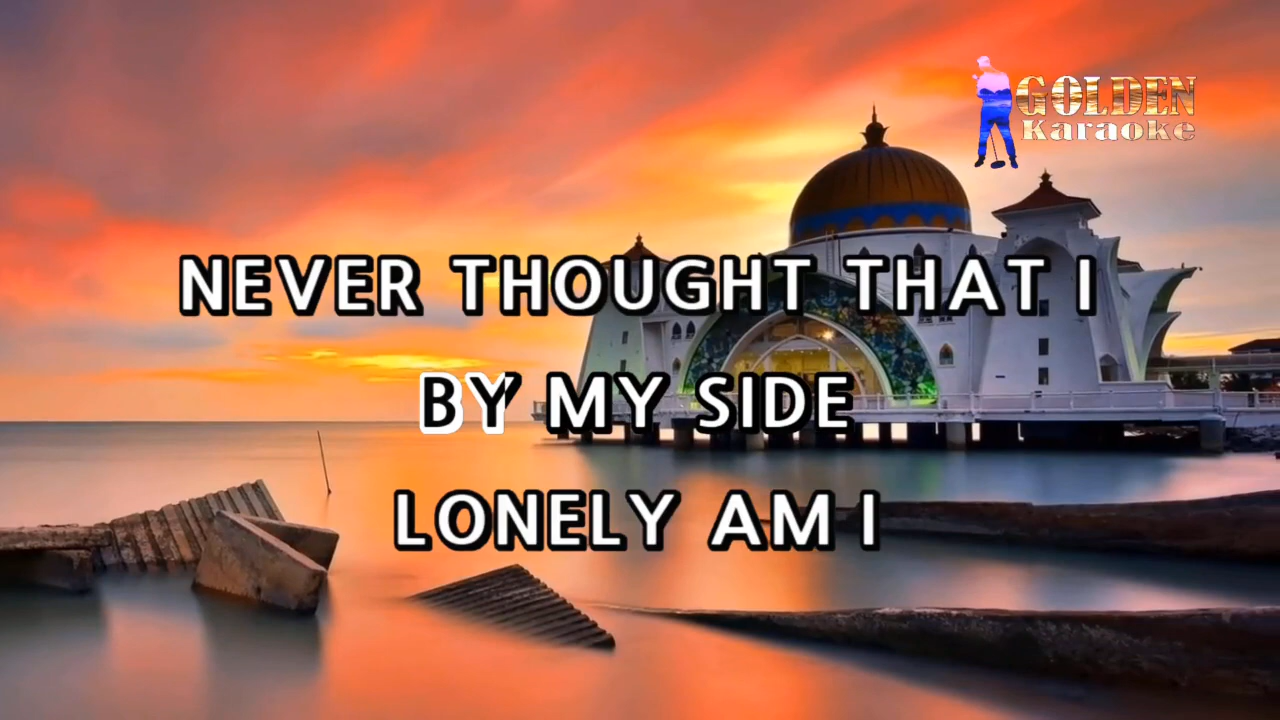 GOLDEN
Karaoke
NEVER THOUGHT THAT I
BY MY SIDE
LONELY AM I